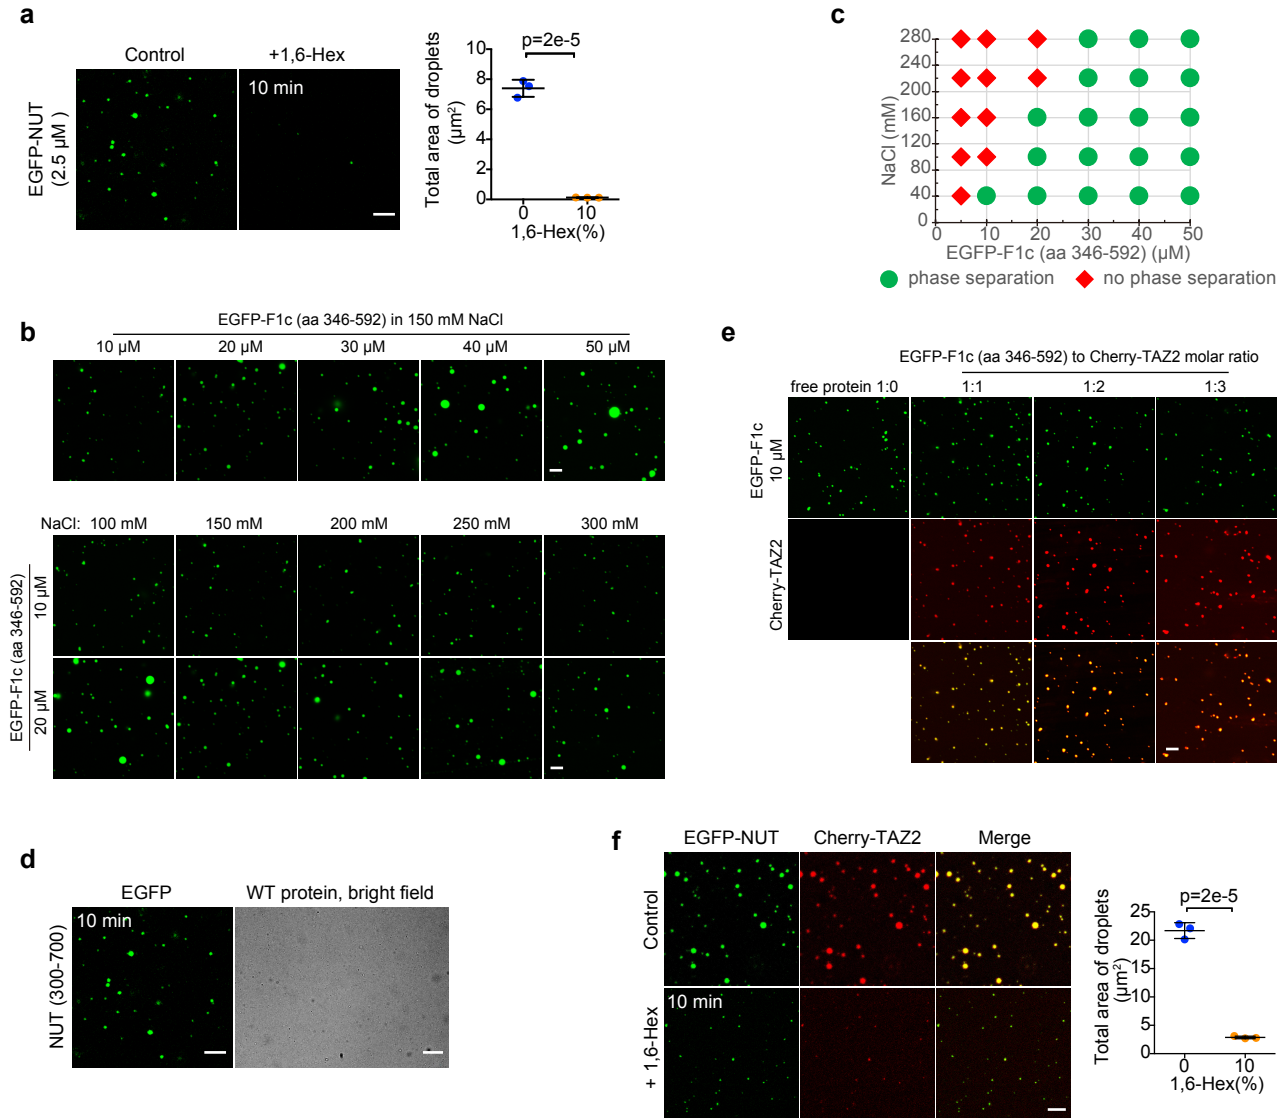 a
Control
+1,6-Hex
10 min
EGFP-NUT
(2.5 µM)
p=2e-5
10
8
6
4
2
0
Total area of droplets
(µm²)
0
10
1,6-Hex(%)
c
280
240
200
160
120
80
40
0
NaCl (mM)
0
10
20
30
40
50
EGFP-F1c (aa 346-592) (µM)
phase separation
no phase separation
b
EGFP-F1c (aa 346-592) in 150 mM NaCl
10 µM
20 µM
30 µM
40 µM
50 µM
NaCl:
100 mM
150 mM
200 mM
250 mM
300 mM
EGFP-F1c (aa 346-592)
10 µM
20 µM
e
EGFP-F1c (aa 346-592) to Cherry-TAZ2 molar ratio
free protein 1:0
1:1
1:2
1:3
EGFP-F1c
10 µM
Cherry-TAZ2
d
EGFP
WT protein, bright field
10 min
NUT (300-700)
f
EGFP-NUT
Cherry-TAZ2
Merge
Control
10 min
+ 1,6-Hex
p=2e-5
25
20
15
10
5
0
Total area of droplets
(µm²)
0
10
1,6-Hex(%)